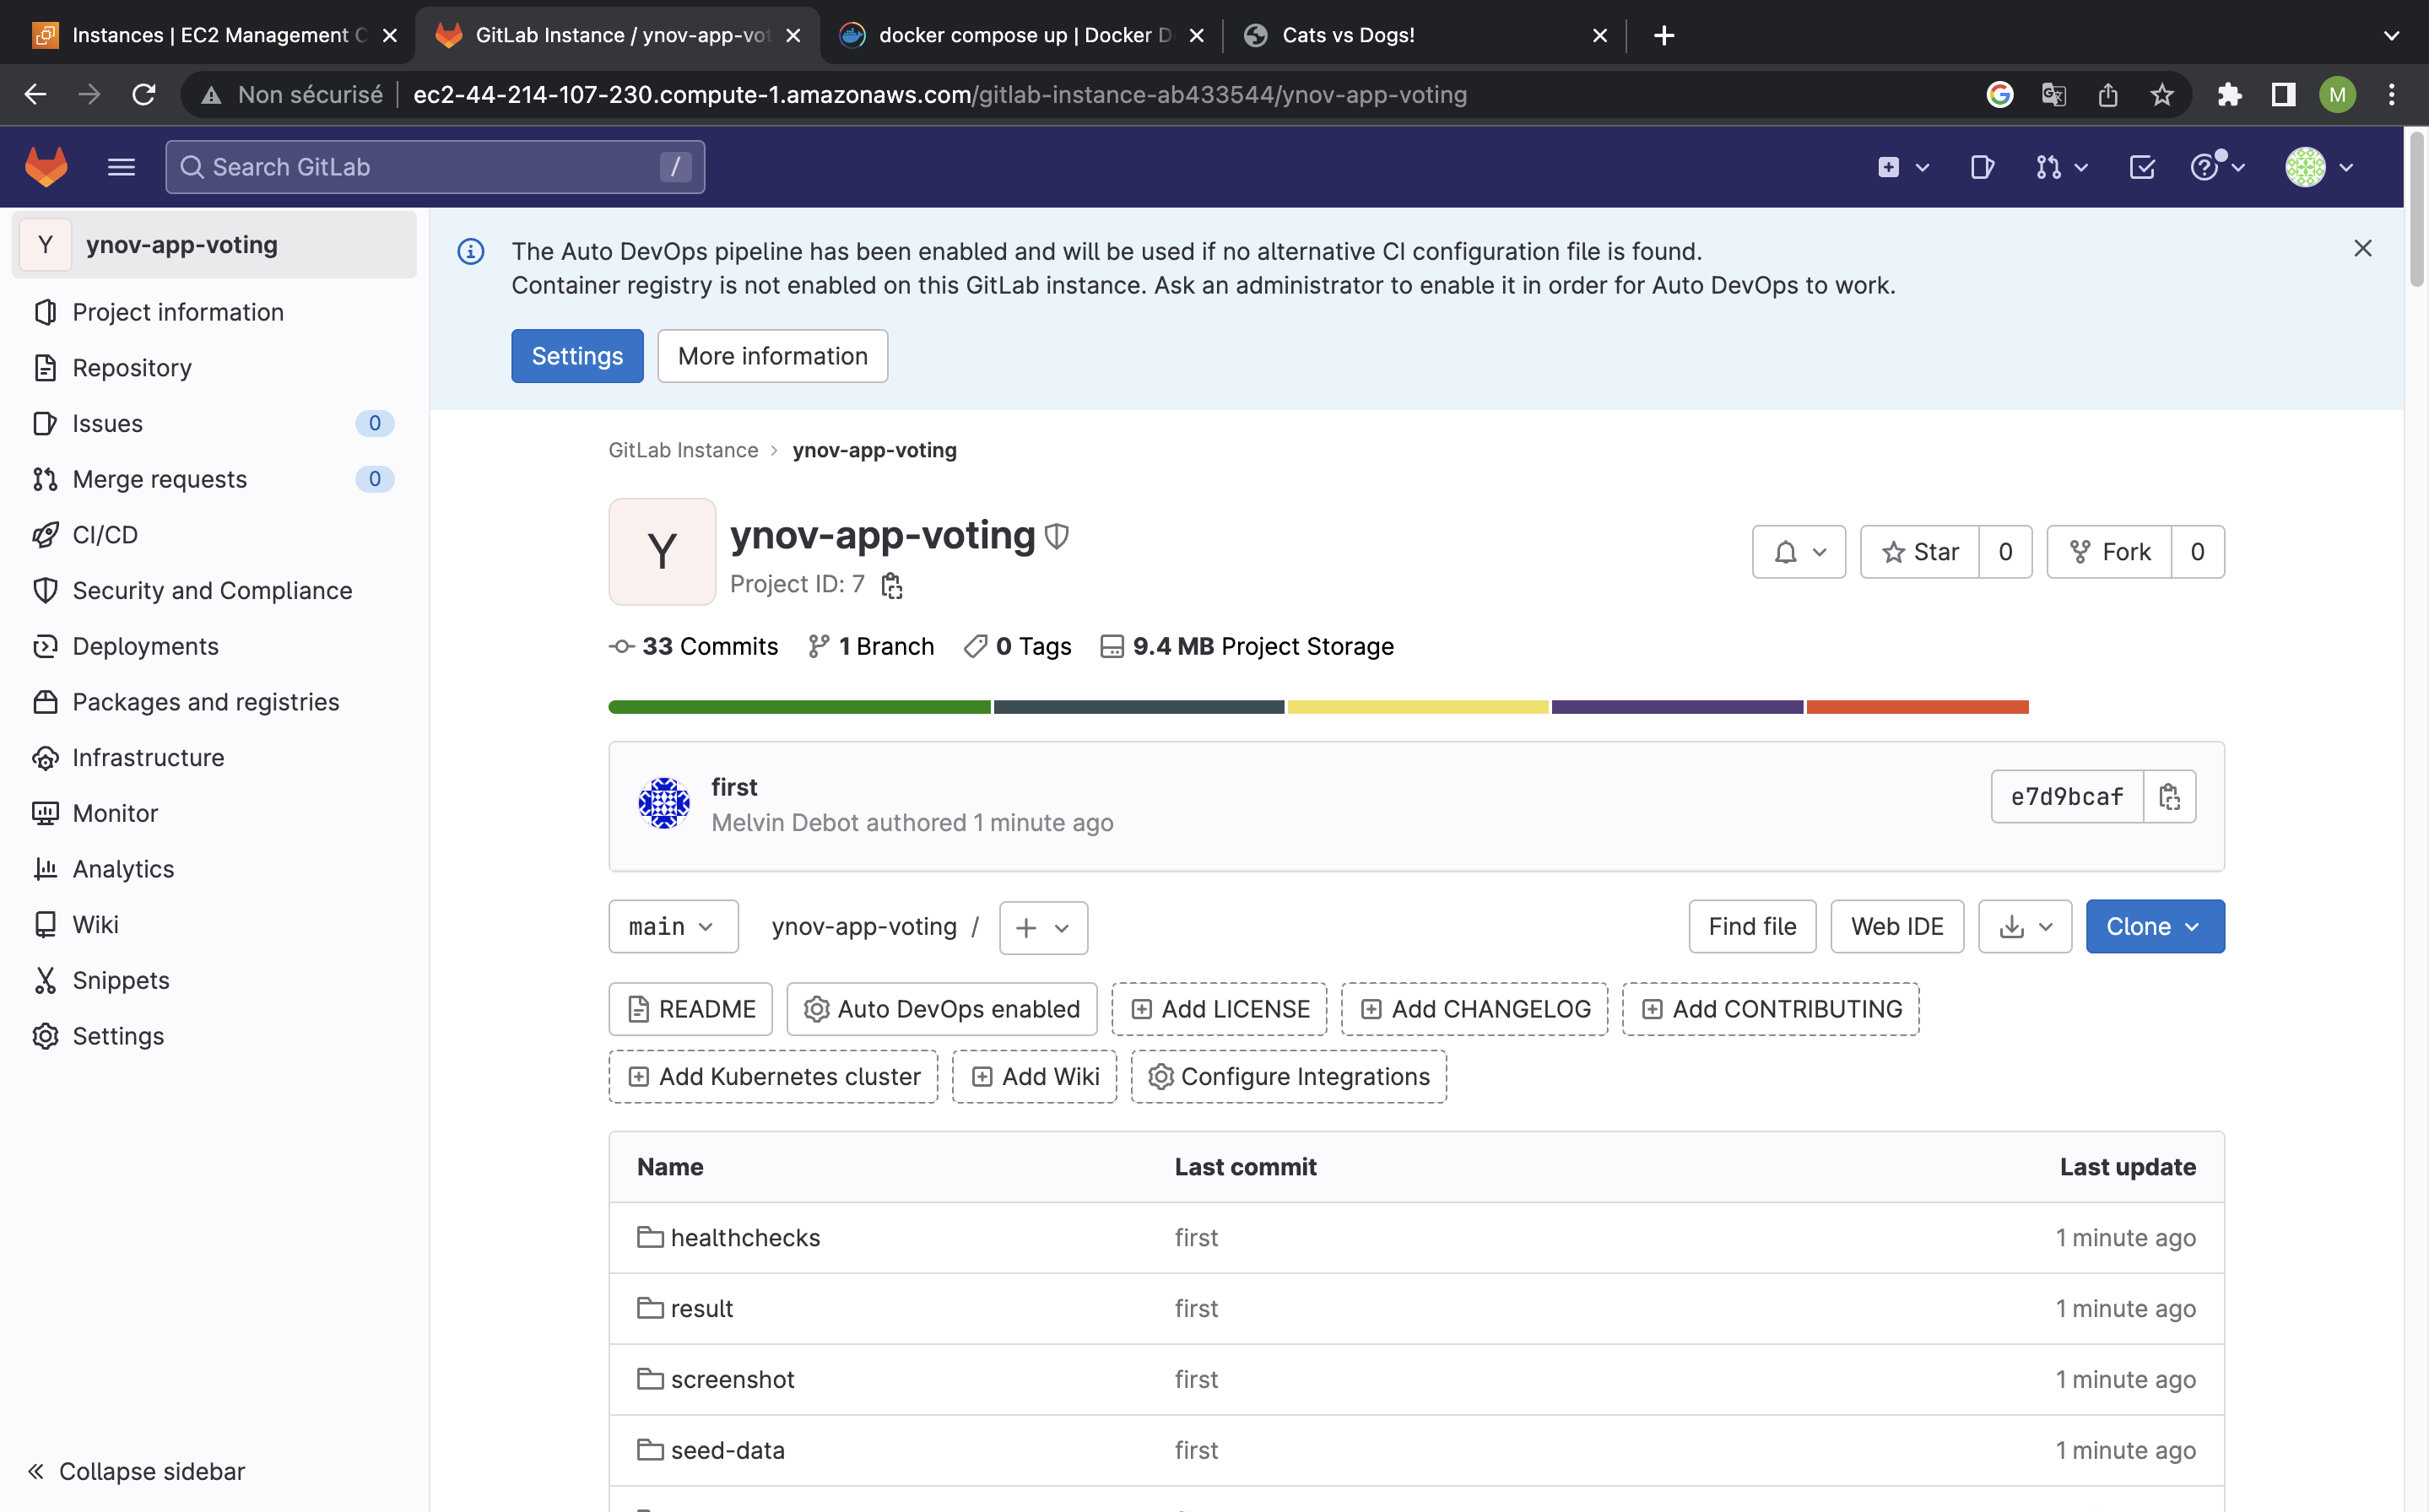 Instances | EC2 Management C
GitLab Instance / ynov-app-vot
docker compose up | Docker D
Cats vs Dogs!
Non sécurisé
ec2-44-214-107-230.compute-1.amazonaws.com/gitlab-instance-ab433544/ynov-app-voting
M
Search GitLab
/
Y
ynov-app-voting
Project information
Repository
Issues
0
Merge requests
0
CI/CD
Security and Compliance
Deployments
Packages and registries
Infrastructure
Monitor
Analytics
Wiki
Snippets
Settings
Collapse sidebar
The Auto DevOps pipeline has been enabled and will be used if no alternative CI configuration file is found.
Container registry is not enabled on this GitLab instance. Ask an administrator to enable it in order for Auto DevOps to work.
Settings
More information
GitLab Instance > ynov-app-voting
Y
ynov-app-voting
Project ID: 7
Star
0
Fork
0
33 Commits
1 Branch
0 Tags
9.4 MB Project Storage
first
Melvin Debot authored 1 minute ago
e7d9bcaf
main
ynov-app-voting /
Find file
Web IDE
Clone
README
Auto DevOps enabled
Add LICENSE
Add CHANGELOG
Add CONTRIBUTING
Add Kubernetes cluster
Add Wiki
Configure Integrations
Name Last commit Last update
healthchecks first 1 minute ago
result first 1 minute ago
screenshot first 1 minute ago
seed-data first 1 minute ago